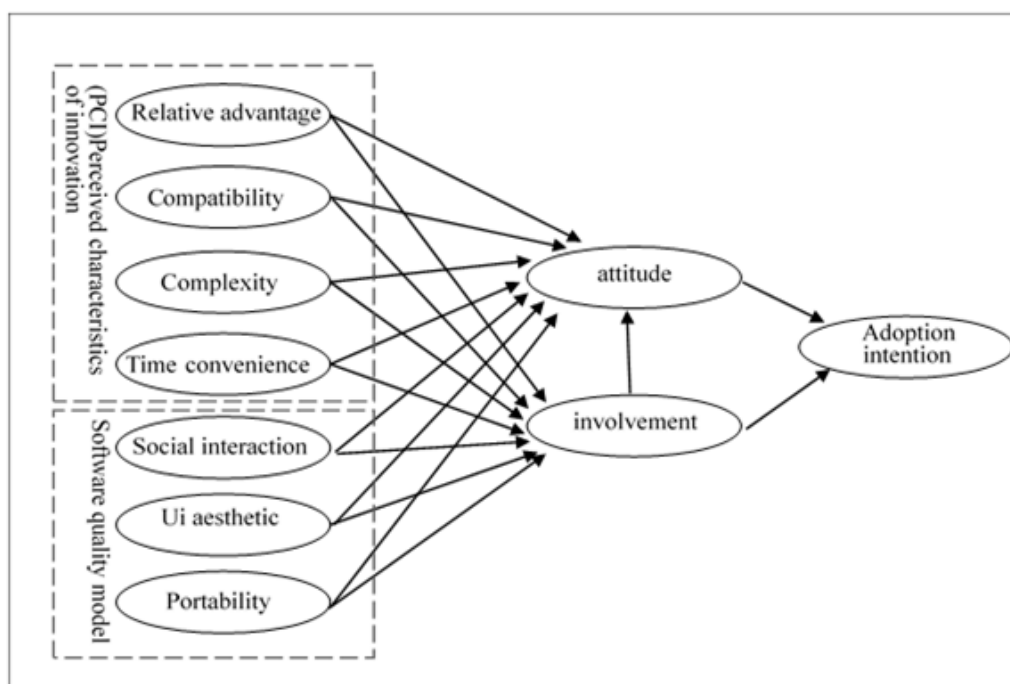 (PCI)Perceived characteristics
of innovation
Relative advantage
Compatibility
Complexity
Time convenience
Software quality model
Social interaction
Ui aesthetic
Portability
attitude
involvement
Adoption
intention